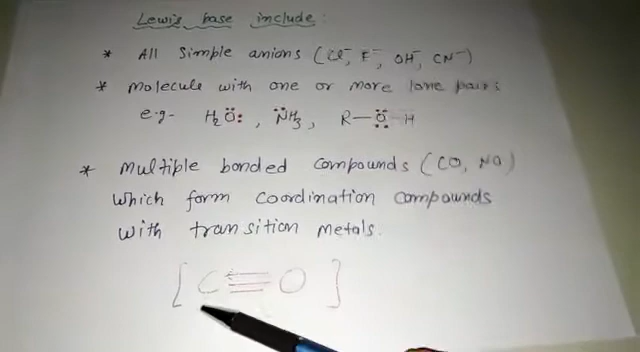 Lewis base include:
* All Simple anions (Cl⁻, F⁻, OH⁻, CN⁻)
* Molecule with one or more lone pairs
e.g- H₂Ö:, N̈H₃, R-Ö-H
* Multiple bonded compounds (CO, NO)
which form coordination compounds
with transition metals.
[C≡O]